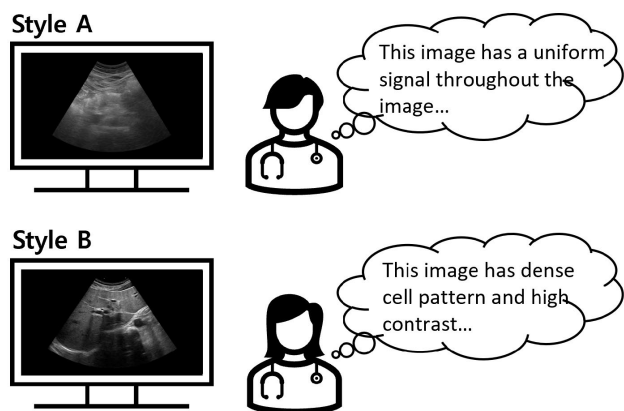 Style A
This image has a uniform
signal throughout the
image...
Style B
This image has dense
cell pattern and high
contrast...